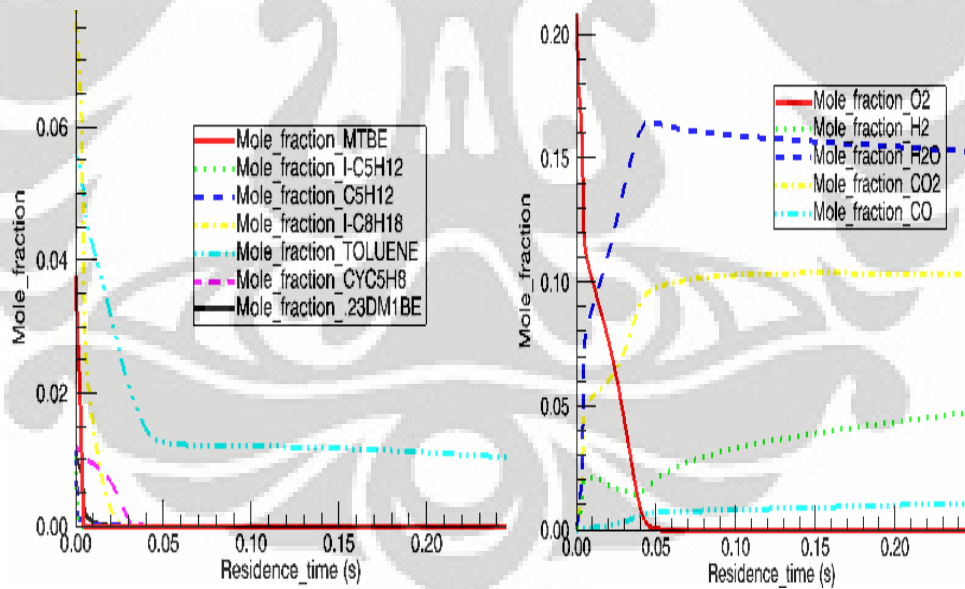 0.06
0.04
0.02
0.00
Mole_fraction
Mole_fraction_MTBE
Mole_fraction_I-C5H12
Mole_fraction_C5H12
Mole_fraction_I-C8H18
Mole_fraction_TOLUENE
Mole_fraction_CYC5H8
Mole_fraction_.23DM1BE
0.00 0.05 0.10 0.15 0.20
Residence_time (s)
0.20
0.15
0.10
0.05
0.00
Mole_fraction
Mole_fraction_O2
Mole_fraction_H2
Mole_fraction_H2O
Mole_fraction_CO2
Mole_fraction_CO
0.00 0.05 0.10 0.15 0.20
Residence_time (s)